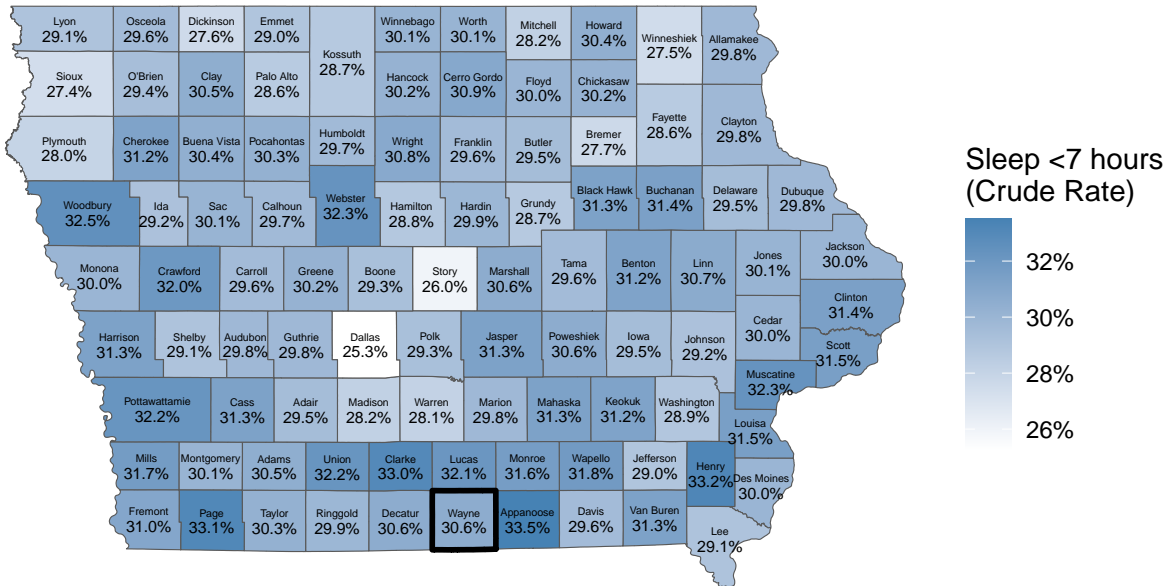 Lyon Osceola Dickinson Emmet Winnebago Worth Mitchell Howard Winneshiek Allamakee
29.1% 29.6% 27.6% 29.0% 30.1% 30.1% 28.2% 30.4% 27.5% 29.8%
Kossuth
28.7%
Sioux O'Brien Clay Palo Alto Hancock Cerro Gordo Floyd Chickasaw
27.4% 29.4% 30.5% 28.6% 30.2% 30.9% 30.0% 30.2%
Fayette Clayton
28.6% 29.8%
Plymouth Cherokee Buena Vista Pocahontas Humboldt Wright Franklin Butler Bremer
28.0% 31.2% 30.4% 30.3% 29.7% 30.8% 29.6% 29.5% 27.7%
Sleep <7 hours
(Crude Rate)
Woodbury Ida Sac Calhoun Webster Hamilton Hardin Grundy Black Hawk Buchanan Delaware Dubuque
32.5% 29.2% 30.1% 29.7% 32.3% 28.8% 29.9% 28.7% 31.3% 31.4% 29.5% 29.8%
32%
30%
28%
26%
Monona Crawford Carroll Greene Boone Story Marshall Tama Benton Linn Jones Jackson
30.0% 32.0% 29.6% 30.2% 29.3% 26.0% 30.6% 29.6% 31.2% 30.7% 30.1% 30.0%
Clinton
31.4%
Cedar
30.0%
Harrison Shelby Audubon Guthrie Dallas Polk Jasper Poweshiek Iowa Johnson Scott
31.3% 29.1% 29.8% 29.8% 25.3% 29.3% 31.3% 30.6% 29.5% 29.2% 31.5%
Muscatine
32.3%
Pottawattamie Cass Adair Madison Warren Marion Mahaska Keokuk Washington
32.2% 31.3% 29.5% 28.2% 28.1% 29.8% 31.3% 31.2% 28.9%
Louisa
31.5%
Mills Montgomery Adams Union Clarke Lucas Monroe Wapello Jefferson Henry Des Moines
31.7% 30.1% 30.5% 32.2% 33.0% 32.1% 31.6% 31.8% 29.0% 33.2% 30.0%
Fremont Page Taylor Ringgold Decatur Wayne Appanoose Davis Van Buren Lee
31.0% 33.1% 30.3% 29.9% 30.6% 30.6% 33.5% 29.6% 31.3% 29.1%